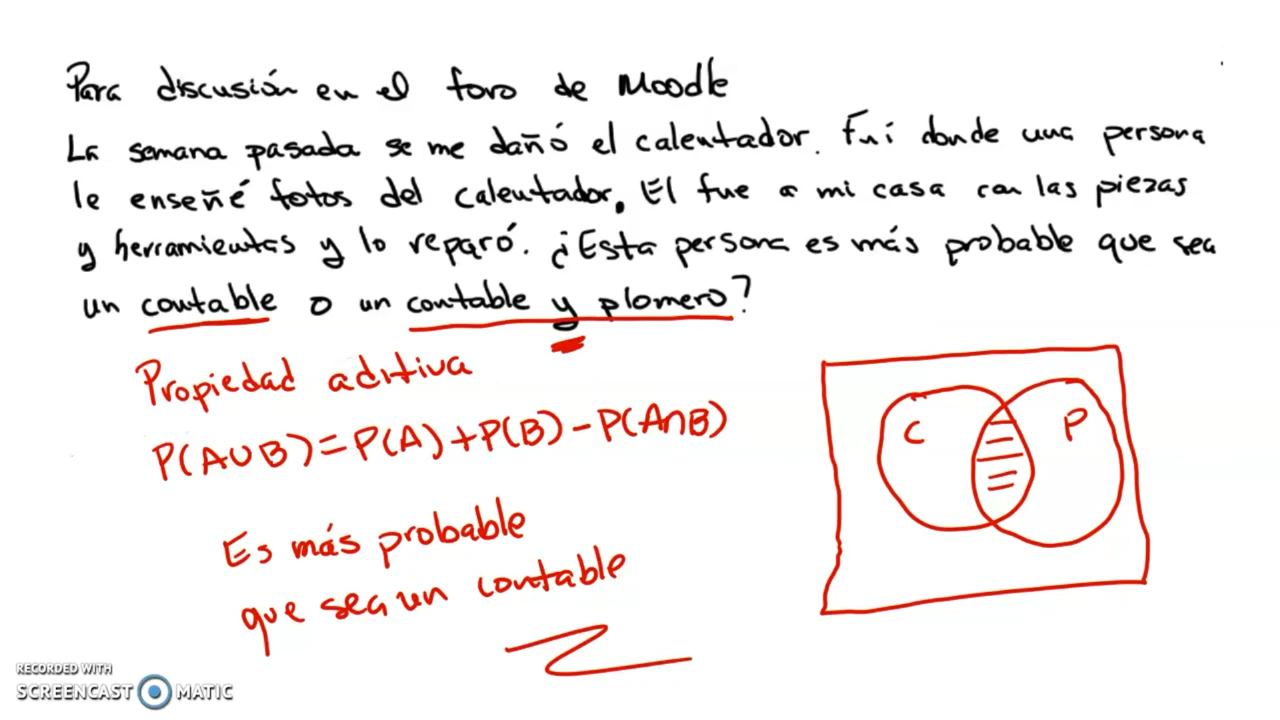 Para discusión en el foro de Moodle
La semana pasada se me dañó el calentador. Fui donde una persona
le enseñé fotos del calentador. El fue a mi casa con las piezas
y herramientas y lo reparó. ¿Esta persona es más probable que sea
un contable o un contable y plomero?
Propiedad aditiva
P(A∪B)=P(A)+P(B)-P(A∩B)
C P
Es más probable
que sea un contable
RECORDED WITH
SCREENCAST MATIC